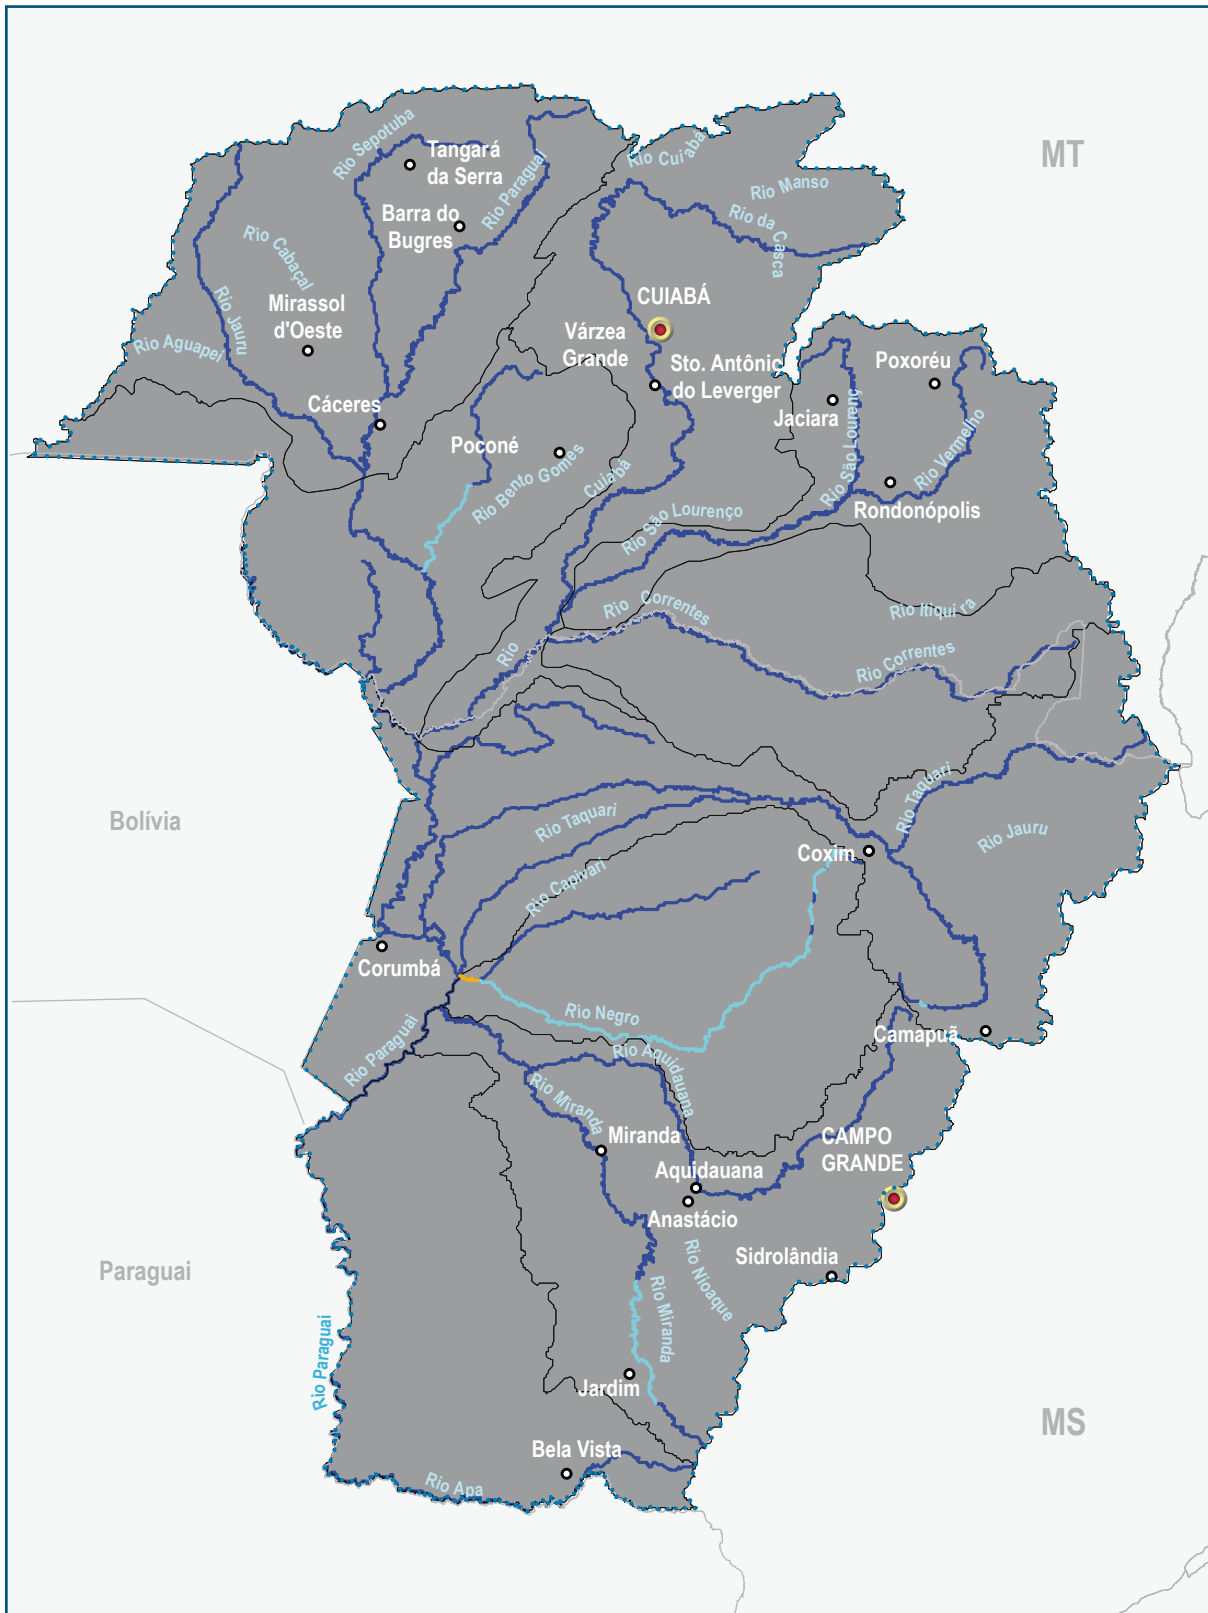 MT
Rio Sepotuba
Tangará
da Serra
Rio Paraguai
Rio Cuiabá
Rio Manso
Rio da Casca
Barra do
Bugres
Rio Cabaçal
Rio Jauru
Rio Aguapeí
Mirassol
d'Oeste
CUIABÁ
Várzea
Grande
Sto. Antônio
do Leverger
Poxoréu
Jaciara
Rio São Lourenç
Rio Vermelho
Cáceres
Poconé
Rio Bento Gomes
Cuiabá
Rio São Lourenço
Rondonópolis
Rio Correntes
Rio Itiquira
Rio
Rio Correntes
Bolívia
Rio Taquari
Rio Taquari
Rio Jauru
Coxim
Rio Capivari
Corumbá
Rio Negro
Rio Paraguai
Rio Aquidauana
Camapuã
Rio Miranda
Miranda
CAMPO
GRANDE
Aquidauana
Anastácio
Rio Nioaque
Sidrolândia
Paraguai
Rio Miranda
Rio Paraguai
Jardim
MS
Bela Vista
Rio Apa